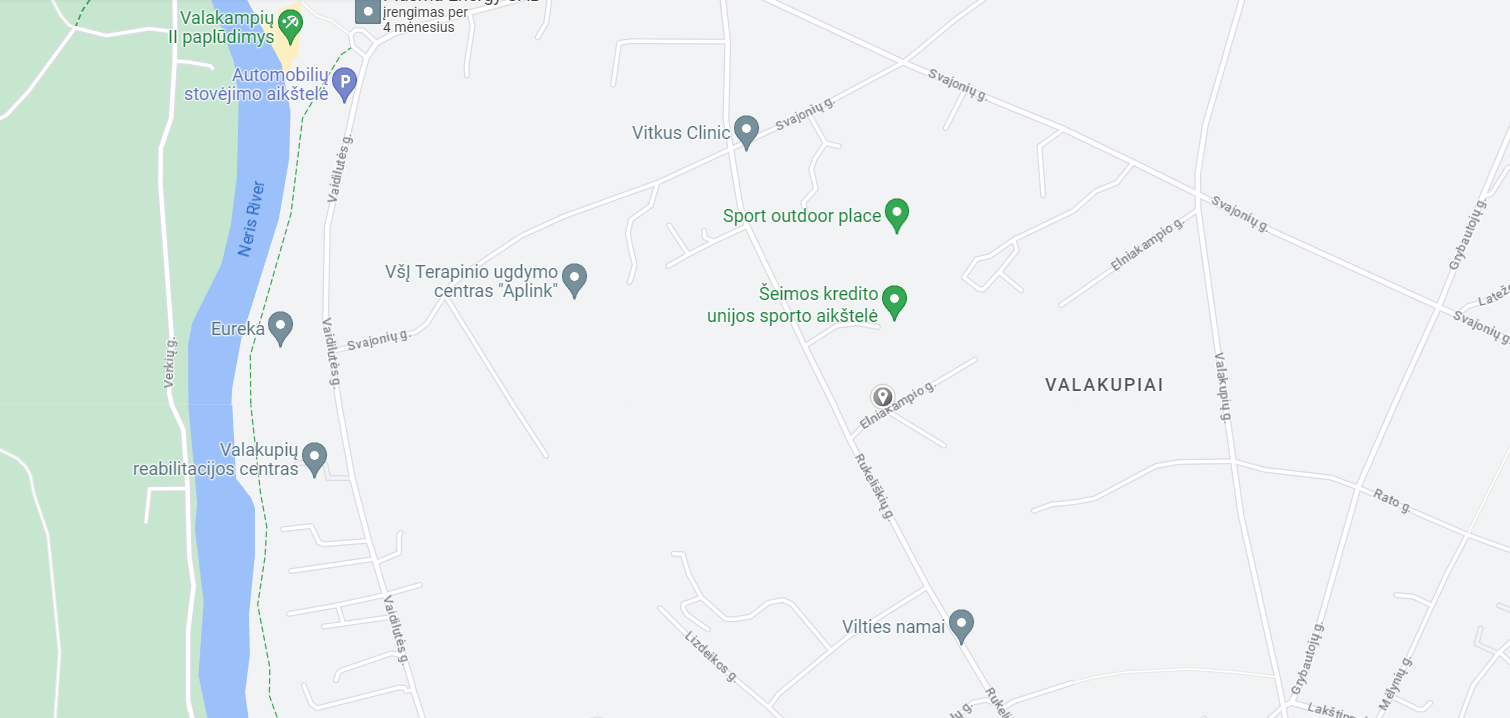 Valakampių
II paplūdimys
įrengimas per
4 mėnesius
Automobilių
stovėjimo aikštelė
Svajonių g.
Svajonių g.
Vitkus Clinic
Vaidilutės g.
Neris River
Sport outdoor place
Svajonių g.
Grybautojų g.
Elniakampio g.
VšĮ Terapinio ugdymo
centras "Aplink"
Šeimos kredito
unijos sporto aikštelė
Svajonių g.
Eureka
Svajonių g.
Vaidilutės g.
Verkių g.
Elniakampio g.
VALAKUPIAI
Valakupių g.
Valakupių
reabilitacijos centras
Rukeliškių g.
Rato g.
Vaidilutės g.
Vilties namai
Lizdeikos g.
Grybautojų g.
Mėlynių g.